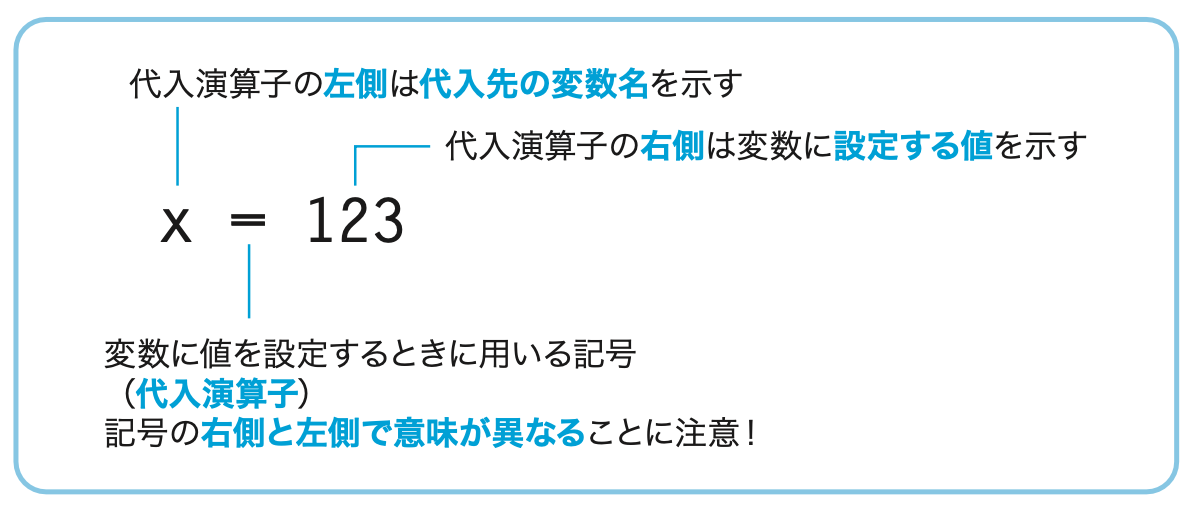 代入演算子の左側は代入先の変数名を示す
代入演算子の右側は変数に設定する値を示す
x = 123
変数に値を設定するときに用いる記号
（代入演算子）
記号の右側と左側で意味が異なることに注意！